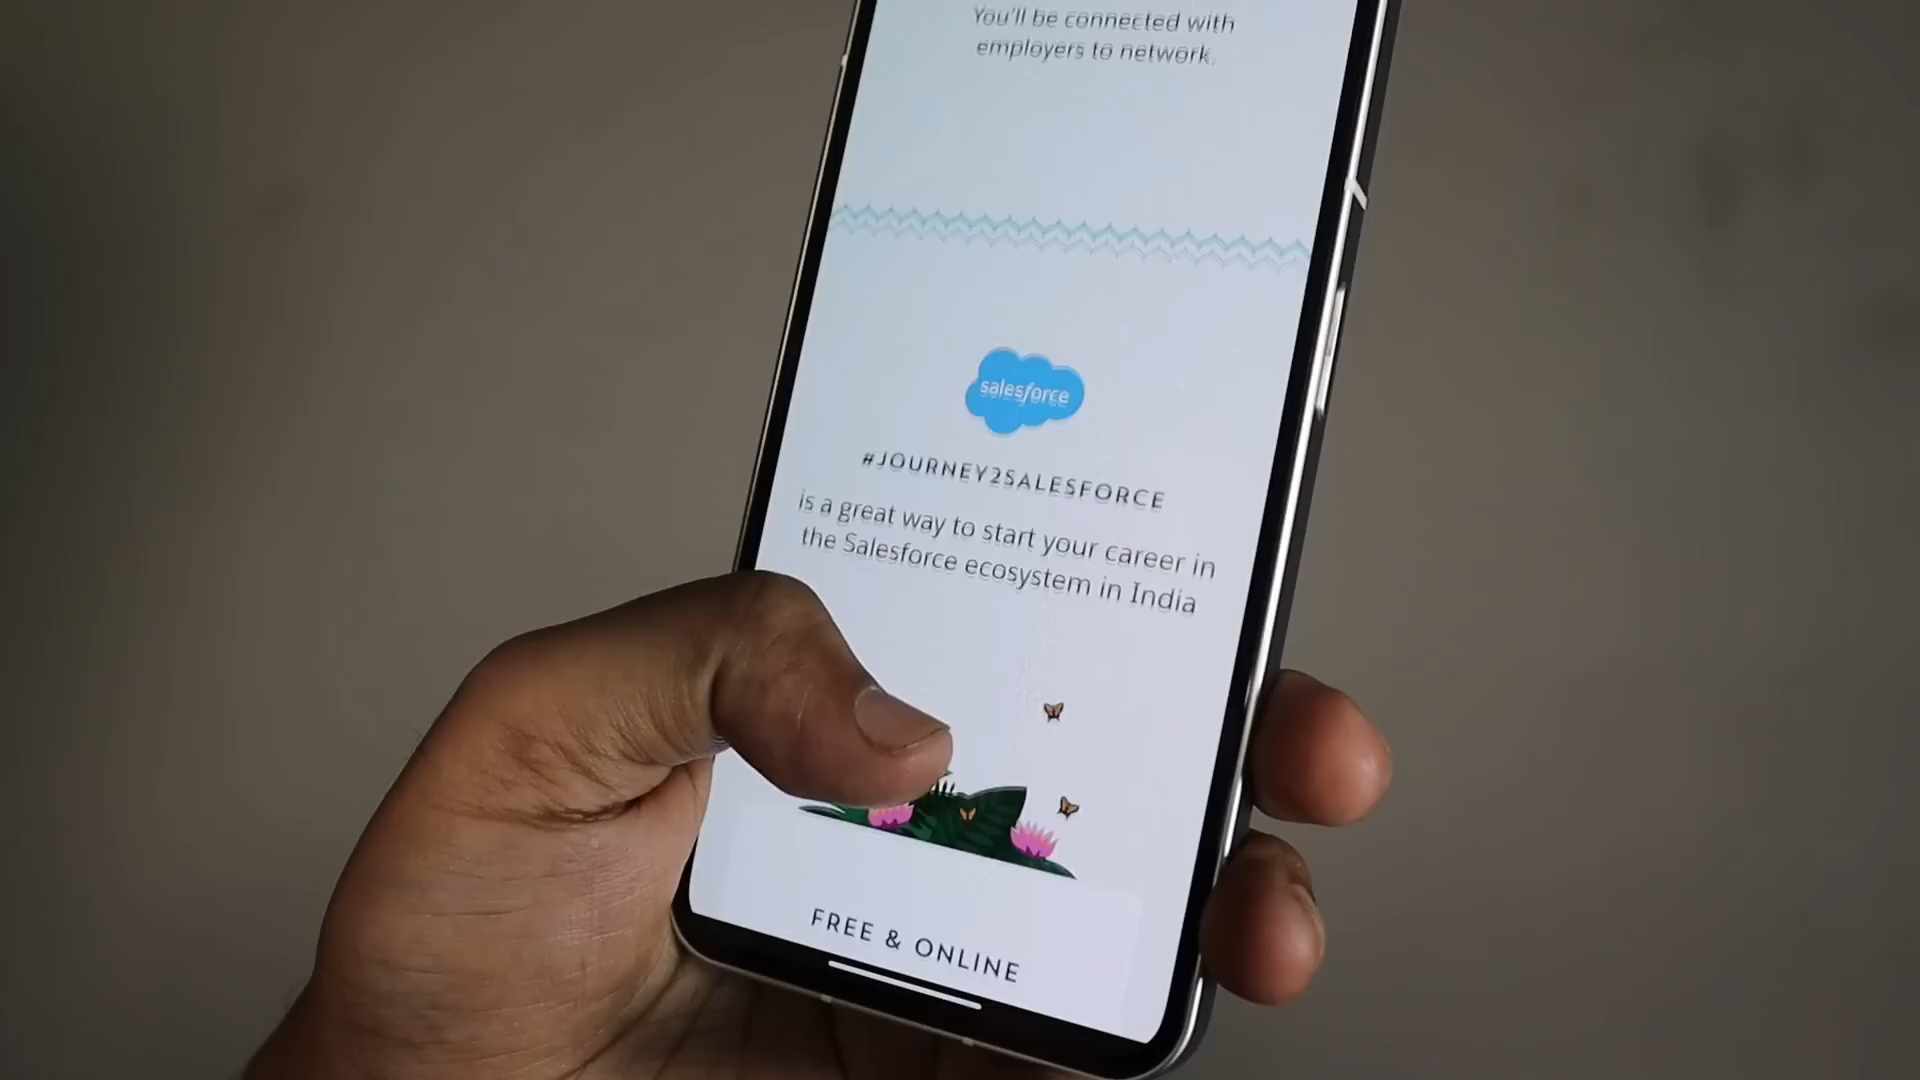 You'll be connected with
employers to network.
salesforce
#JOURNEY2SALESFORCE
is a great way to start your career in
the Salesforce ecosystem in India
FREE & ONLINE